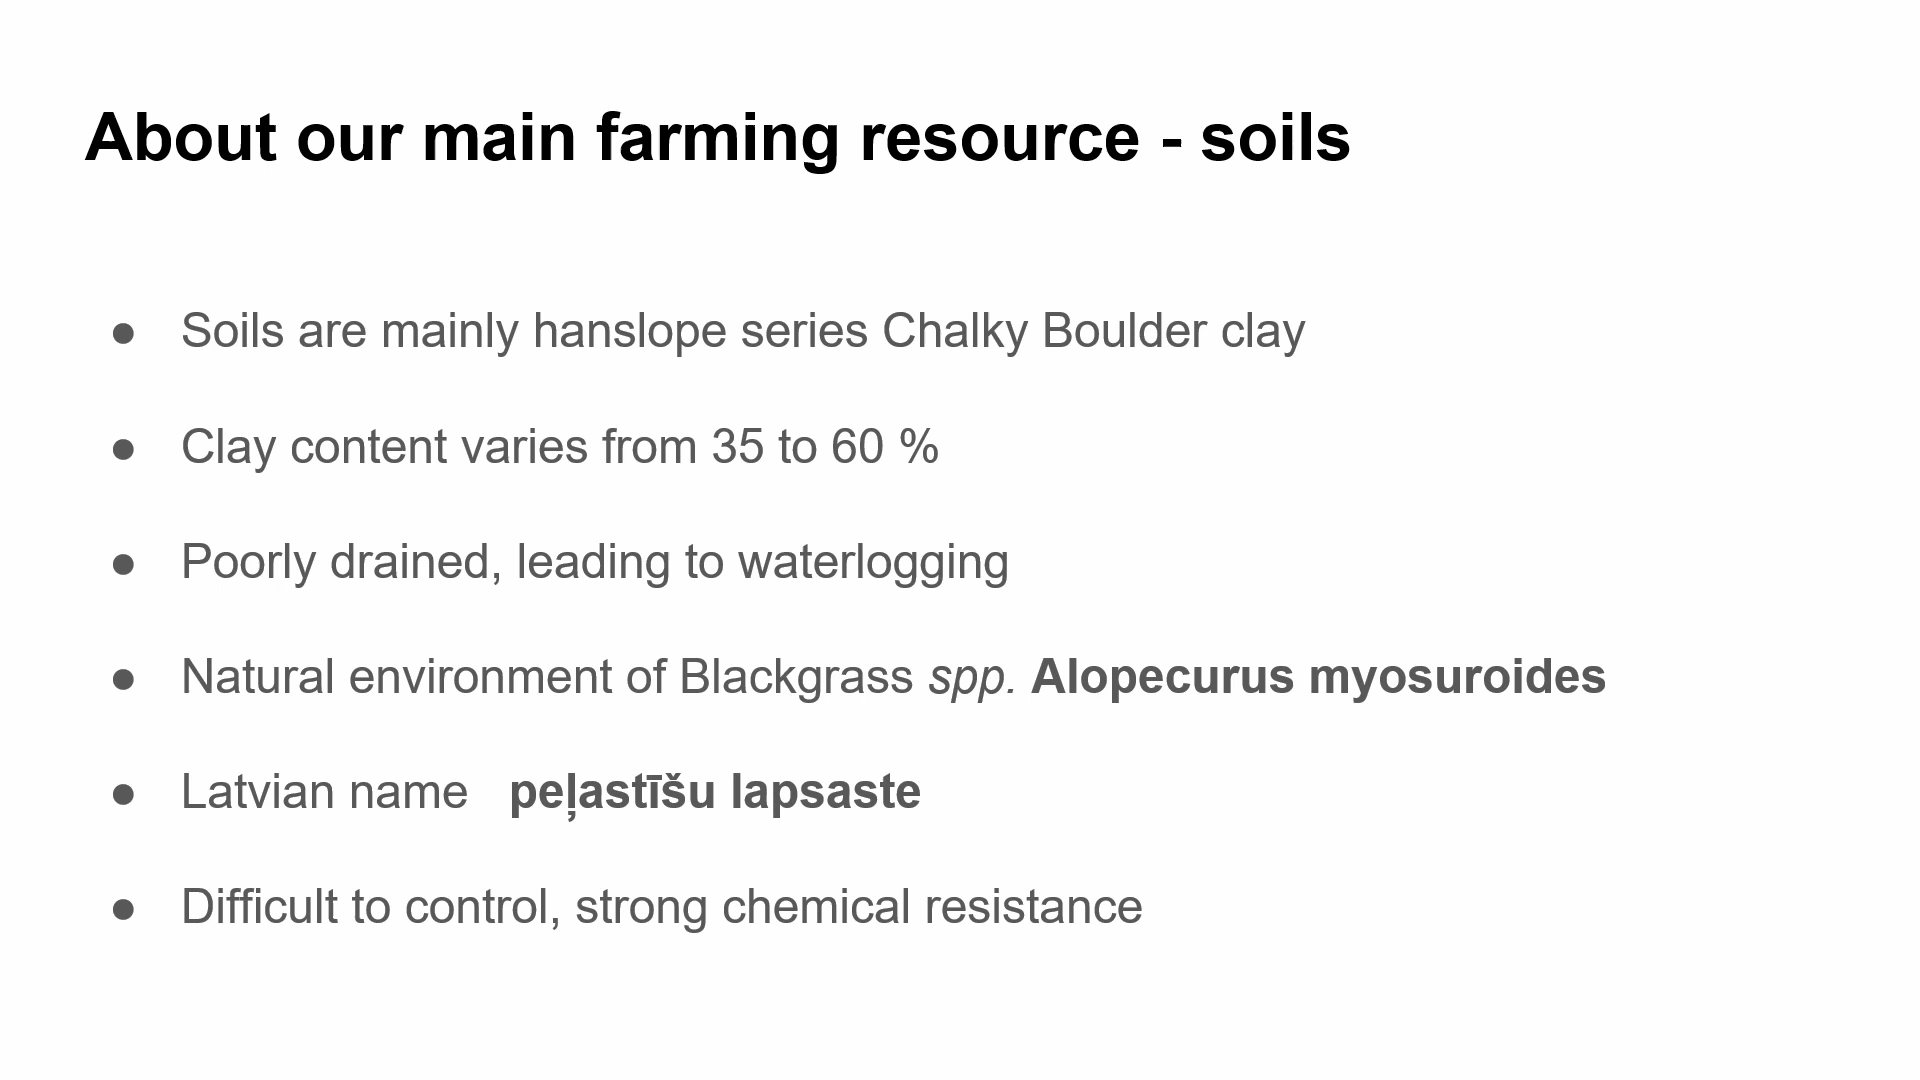 About our main farming resource - soils
● Soils are mainly hanslope series Chalky Boulder clay
● Clay content varies from 35 to 60 %
● Poorly drained, leading to waterlogging
● Natural environment of Blackgrass spp. Alopecurus myosuroides
● Latvian name peļastīšu lapsaste
● Difficult to control, strong chemical resistance